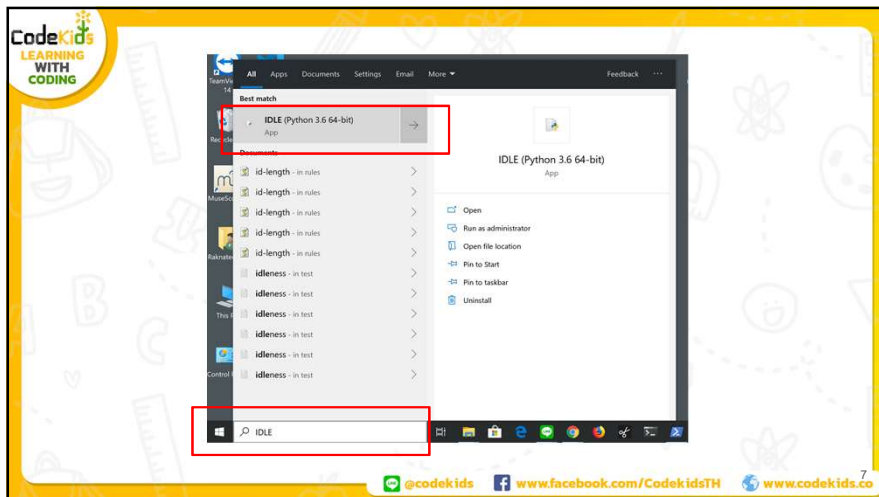 CodeKids
LEARNING
WITH
CODING
14
All Apps Documents Settings Email More Feedback ...
Best match
IDLE (Python 3.6 64-bit)
App
Documents
id-length - in rules
id-length - in rules
id-length - in rules
id-length - in rules
id-length - in rules
idleness - in test
idleness - in test
idleness - in test
idleness - in test
idleness - in test
idleness - in test
IDLE (Python 3.6 64-bit)
App
Open
Run as administrator
Open file location
Pin to Start
Pin to taskbar
Uninstall
IDLE
7
@codekids www.facebook.com/CodekidsTH www.codekids.co